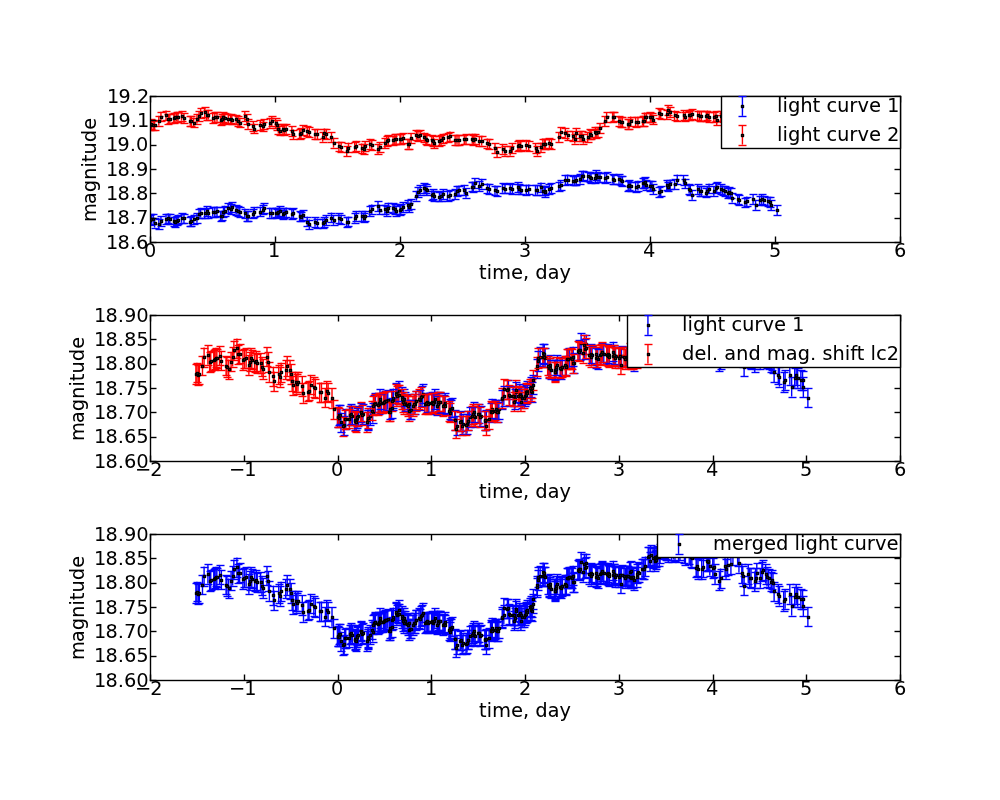 19.2
19.1
19.0
18.9
18.8
18.7
18.6
magnitude
light curve 1
light curve 2
0 1 2 3 4 5 6
time, day
18.90
18.85
18.80
18.75
18.70
18.65
18.60
magnitude
light curve 1
del. and mag. shift lc2
−2 −1 0 1 2 3 4 5 6
time, day
18.90
18.85
18.80
18.75
18.70
18.65
18.60
magnitude
merged light curve
−2 −1 0 1 2 3 4 5 6
time, day